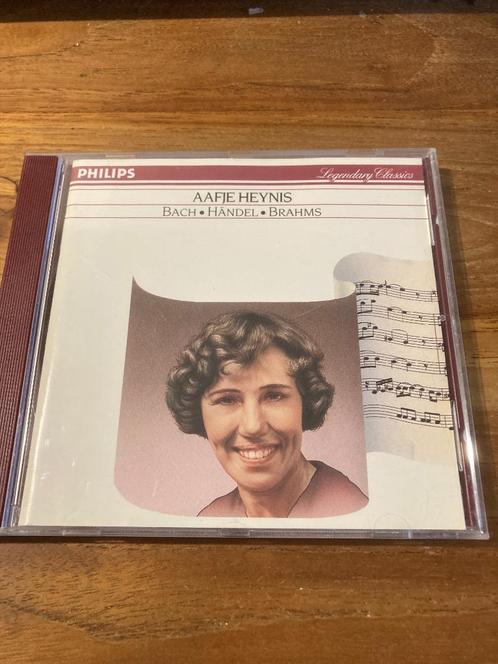 PHILIPS
Legendary Classics
AAFJE HEYNIS
BACH • HÄNDEL • BRAHMS